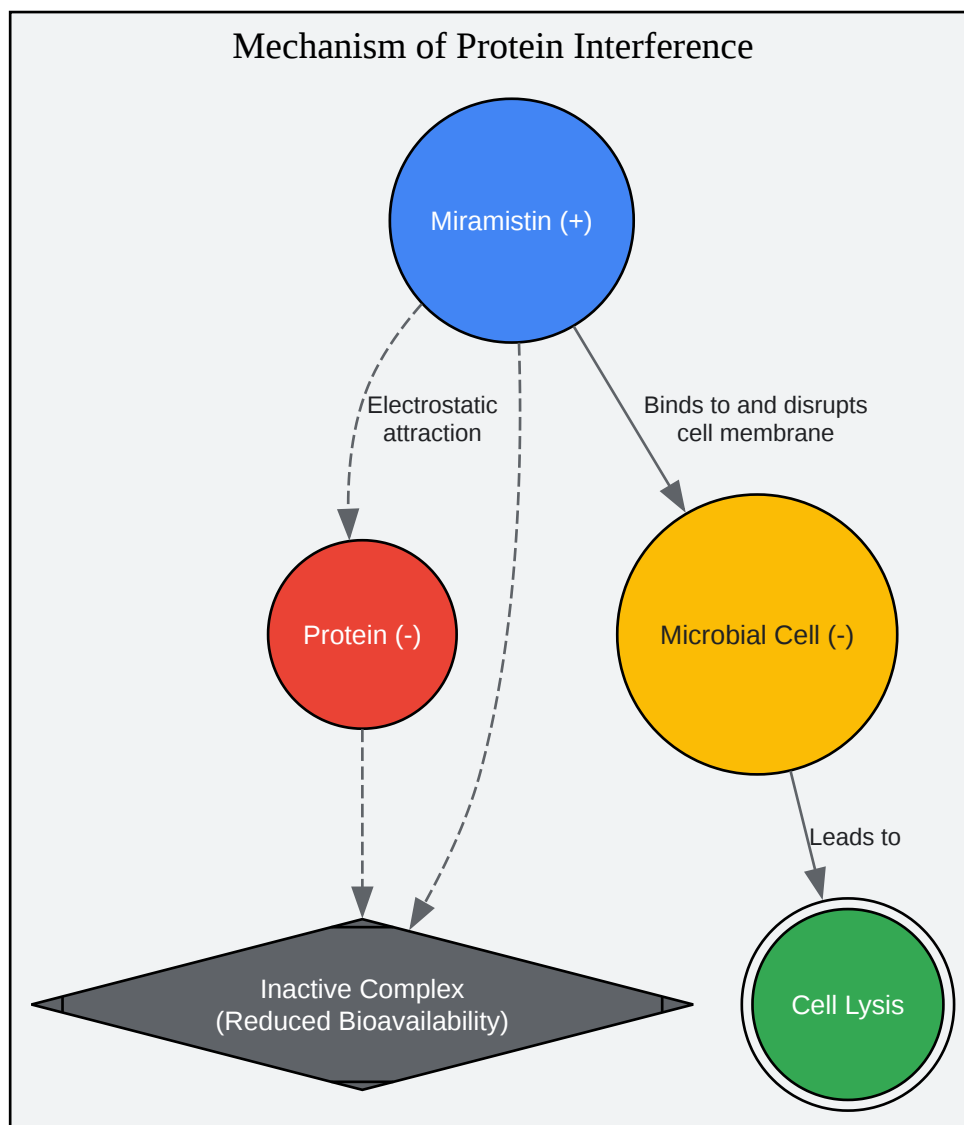 Mechanism of Protein Interference
Miramistin (+)
Electrostatic
attraction
Binds to and disrupts
cell membrane
Protein (-)
Microbial Cell (-)
Leads to
Inactive Complex
(Reduced Bioavailability)
Cell Lysis